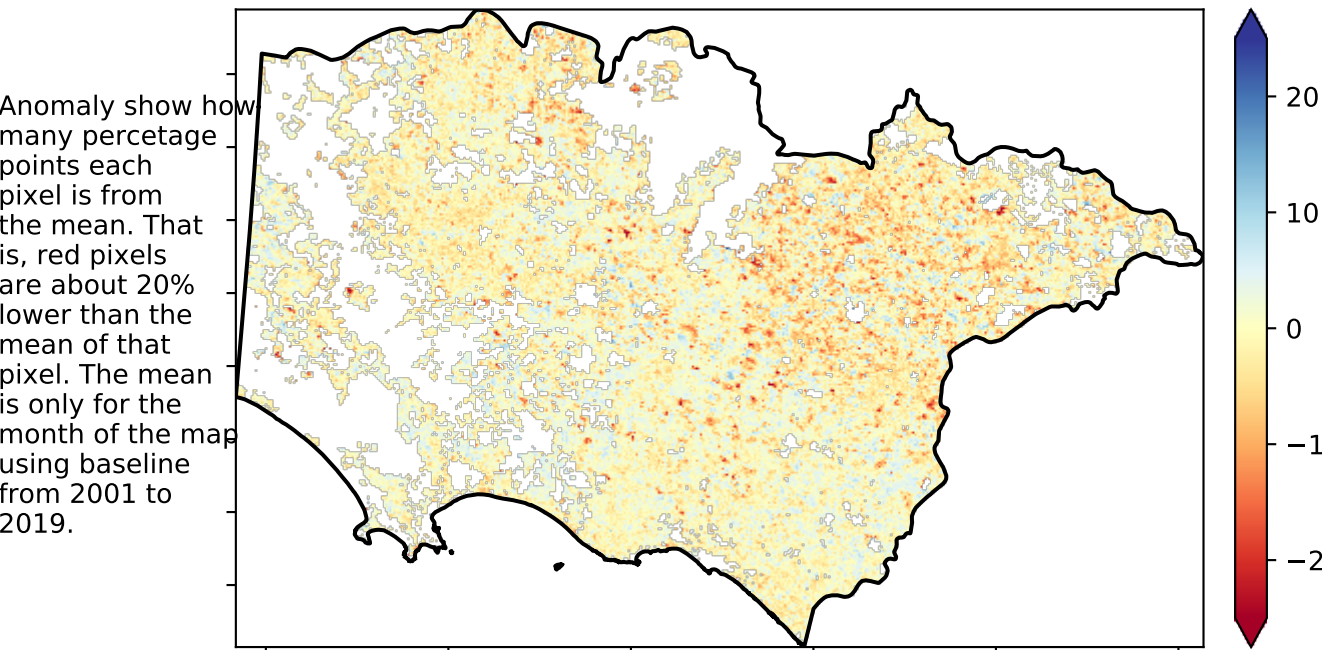 Anomaly show how
many percetage
points each
pixel is from
the mean. That
is, red pixels
are about 20%
lower than the
mean of that
pixel. The mean
is only for the
month of the map
using baseline
from 2001 to
2019.
20
10
0
−1
−2